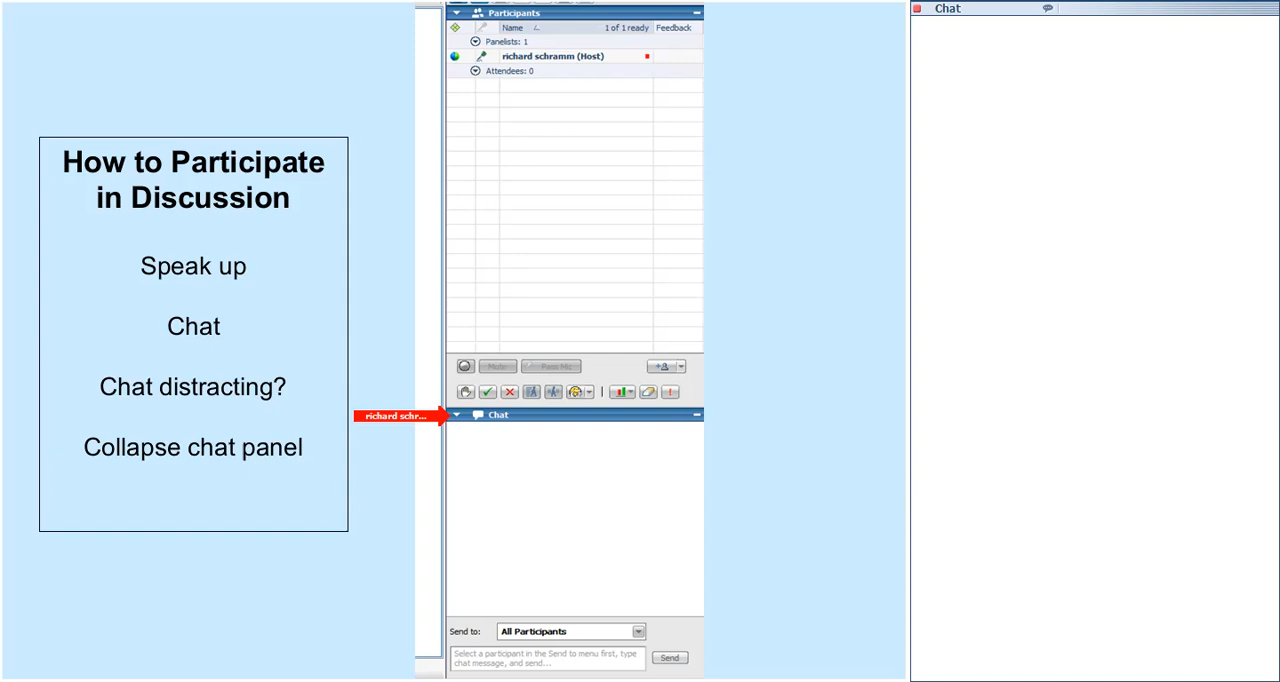 How to Participate
in Discussion
Speak up
Chat
Chat distracting?
Collapse chat panel
richard schr...
Participants
Name 1 of 1 ready Feedback
Panelists: 1
richard schramm (Host)
Attendees: 0
Mute Pass Mic
Chat
Send to: All Participants
Select a participant in the Send to menu first, type
chat message, and send...
Send
Chat